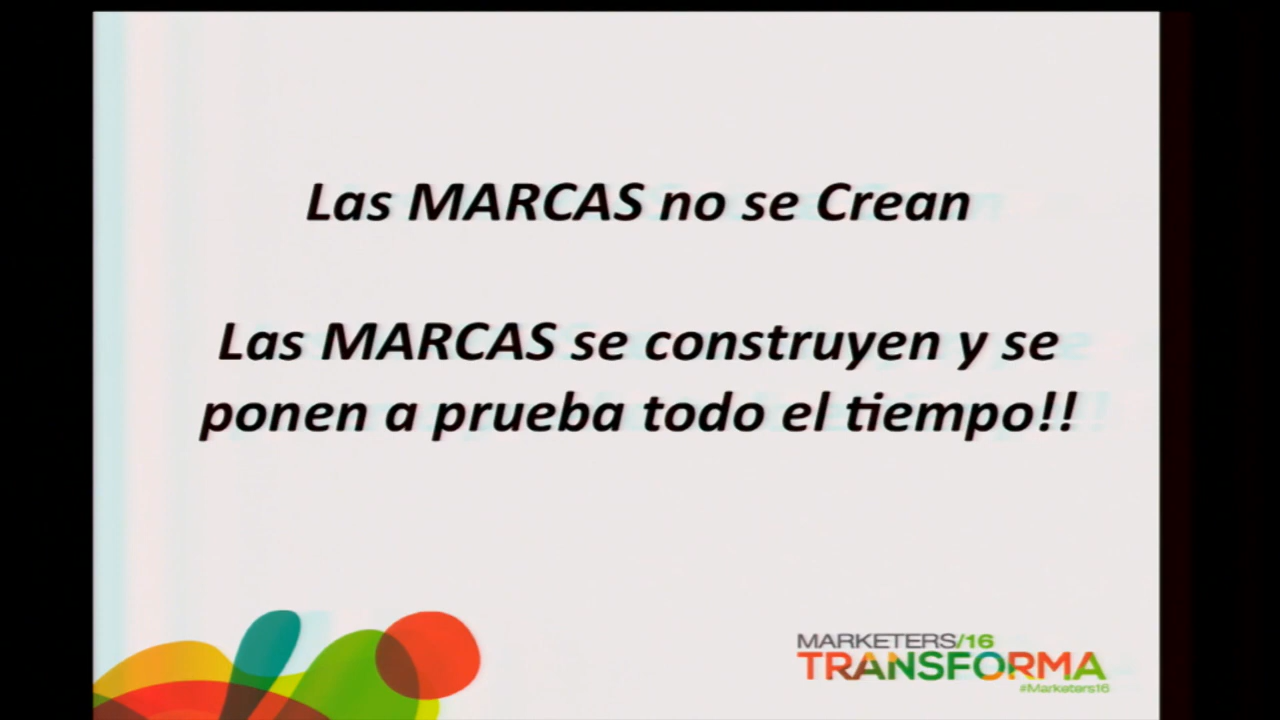 Las MARCAS no se Crean
Las MARCAS se construyen y se
ponen a prueba todo el tiempo!!
MARKETERS/16
TRANSFORMA
#Marketers16